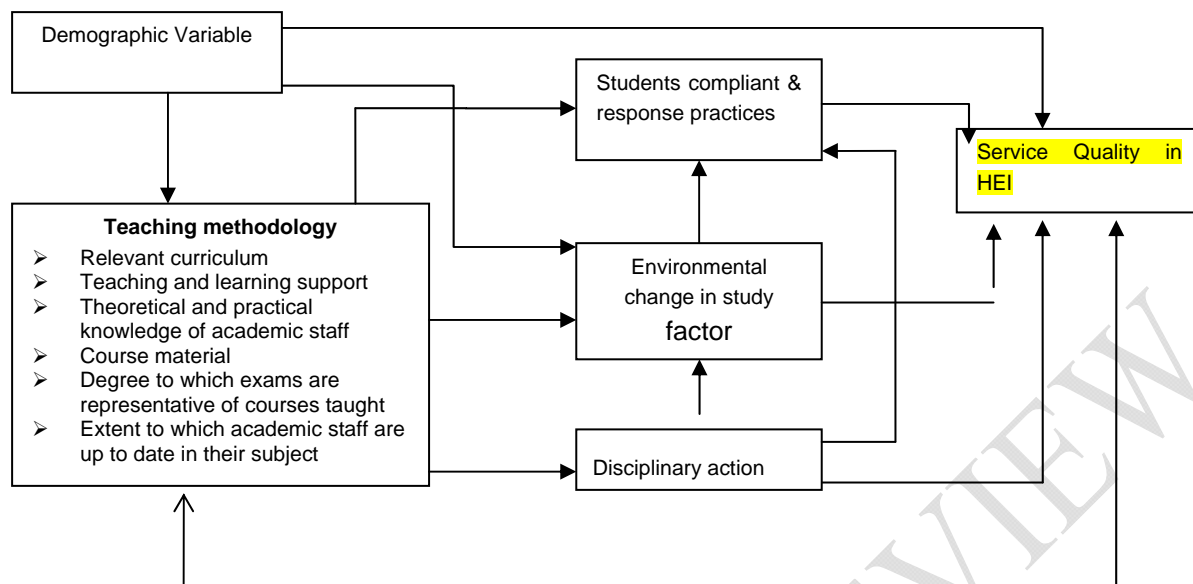 Demographic Variable
Students compliant &
response practices
Service Quality in
HEI
Teaching methodology
➢ Relevant curriculum
➢ Teaching and learning support
➢ Theoretical and practical
knowledge of academic staff
➢ Course material
➢ Degree to which exams are
representative of courses taught
➢ Extent to which academic staff are
up to date in their subject
Environmental
change in study
factor
Disciplinary action